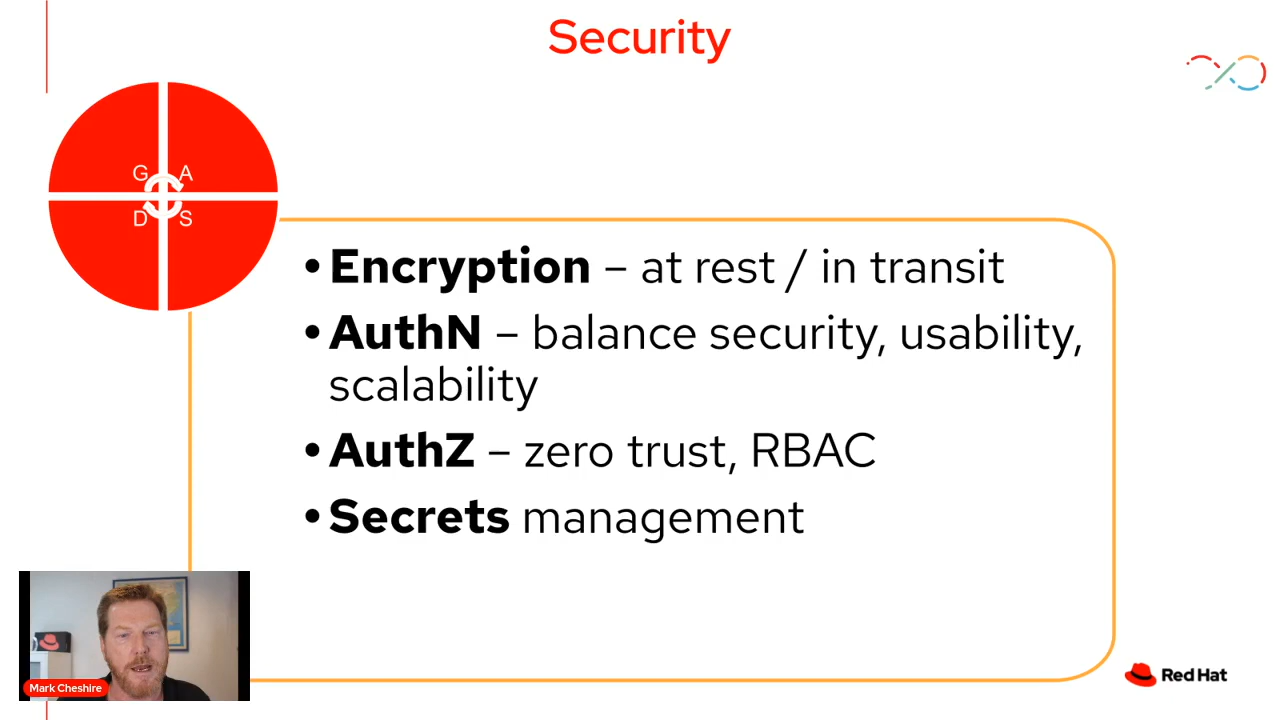 Security
G A
D S
• Encryption – at rest / in transit
• AuthN – balance security, usability,
scalability
• AuthZ – zero trust, RBAC
• Secrets management
Mark Cheshire
Red Hat